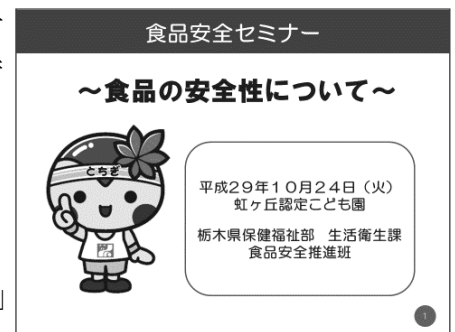 食品安全セミナー
～食品の安全性について～
とちぎ
平成29年10月24日（火）
虹ヶ丘認定こども園
栃木県保健福祉部　生活衛生課
食品安全推進班
1